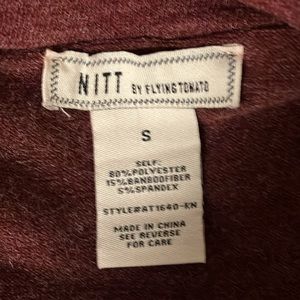 NITT BY FLYING TOMATO
S
SELF:
80%POLYESTER
15%BAMBOOFIBER
5%SPANDEX
STYLE#AT1640-KN
MADE IN CHINA
SEE REVERSE
FOR CARE